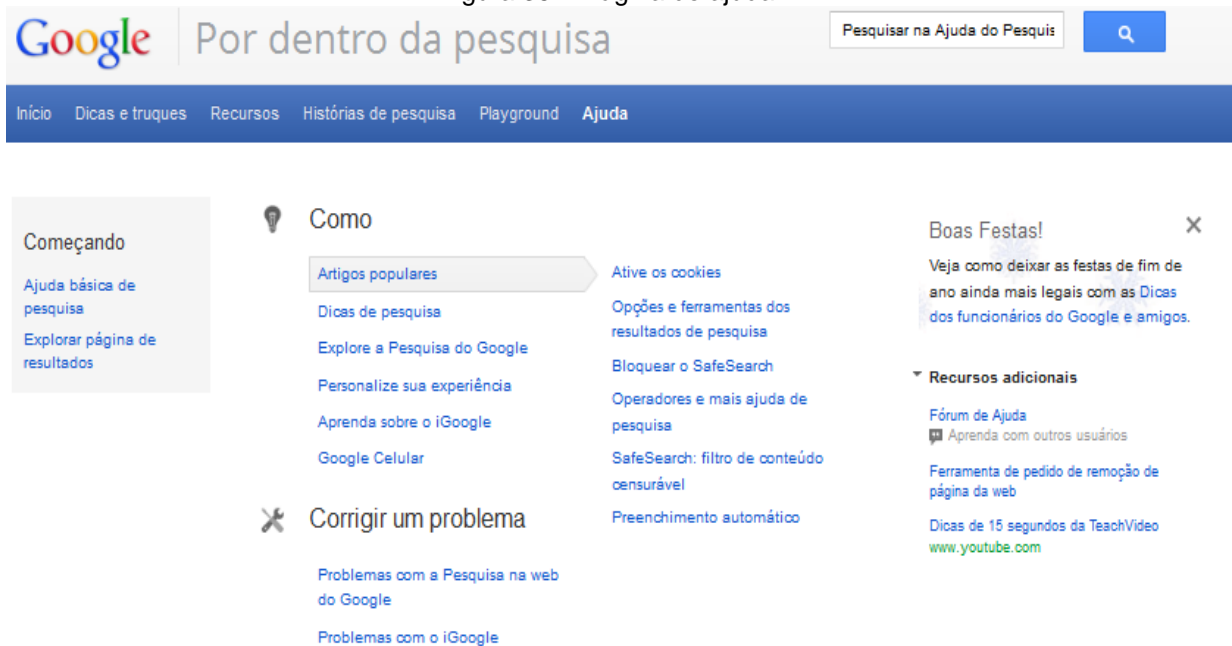 Google
Por dentro da pesquisa
Pesquisar na Ajuda do Pesquis
Início Dicas e truques Recursos Histórias de pesquisa Playground Ajuda
Começando
Ajuda básica de
pesquisa
Explorar página de
resultados
Como
Artigos populares
Dicas de pesquisa
Explore a Pesquisa do Google
Personalize sua experiência
Aprenda sobre o iGoogle
Google Celular
Ative os cookies
Opções e ferramentas dos
resultados de pesquisa
Bloquear o SafeSearch
Operadores e mais ajuda de
pesquisa
SafeSearch: filtro de conteúdo
censurável
Preenchimento automático
Corrigir um problema
Problemas com a Pesquisa na web
do Google
Problemas com o iGoogle
Boas Festas!
Veja como deixar as festas de fim de
ano ainda mais legais com as Dicas
dos funcionários do Google e amigos.
Recursos adicionais
Fórum de Ajuda
Aprenda com outros usuários
Ferramenta de pedido de remoção de
página da web
Dicas de 15 segundos da TeachVideo
www.youtube.com